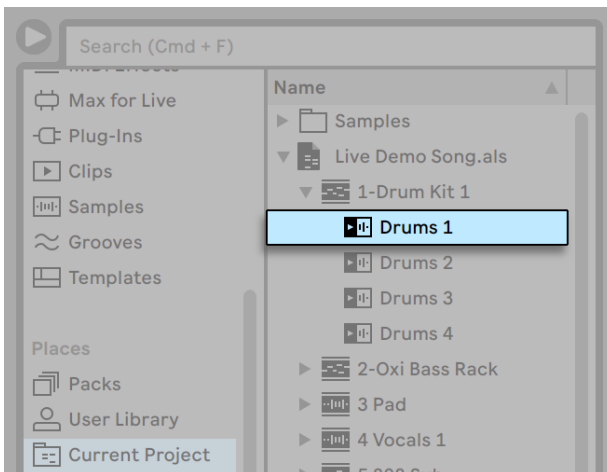 Search (Cmd + F)
MIDI Effects
Max for Live
Plug-Ins
Clips
Samples
Grooves
Templates
Places
Packs
User Library
Current Project
Name
Samples
Live Demo Song.als
1-Drum Kit 1
Drums 1
Drums 2
Drums 3
Drums 4
2-Oxi Bass Rack
3 Pad
4 Vocals 1